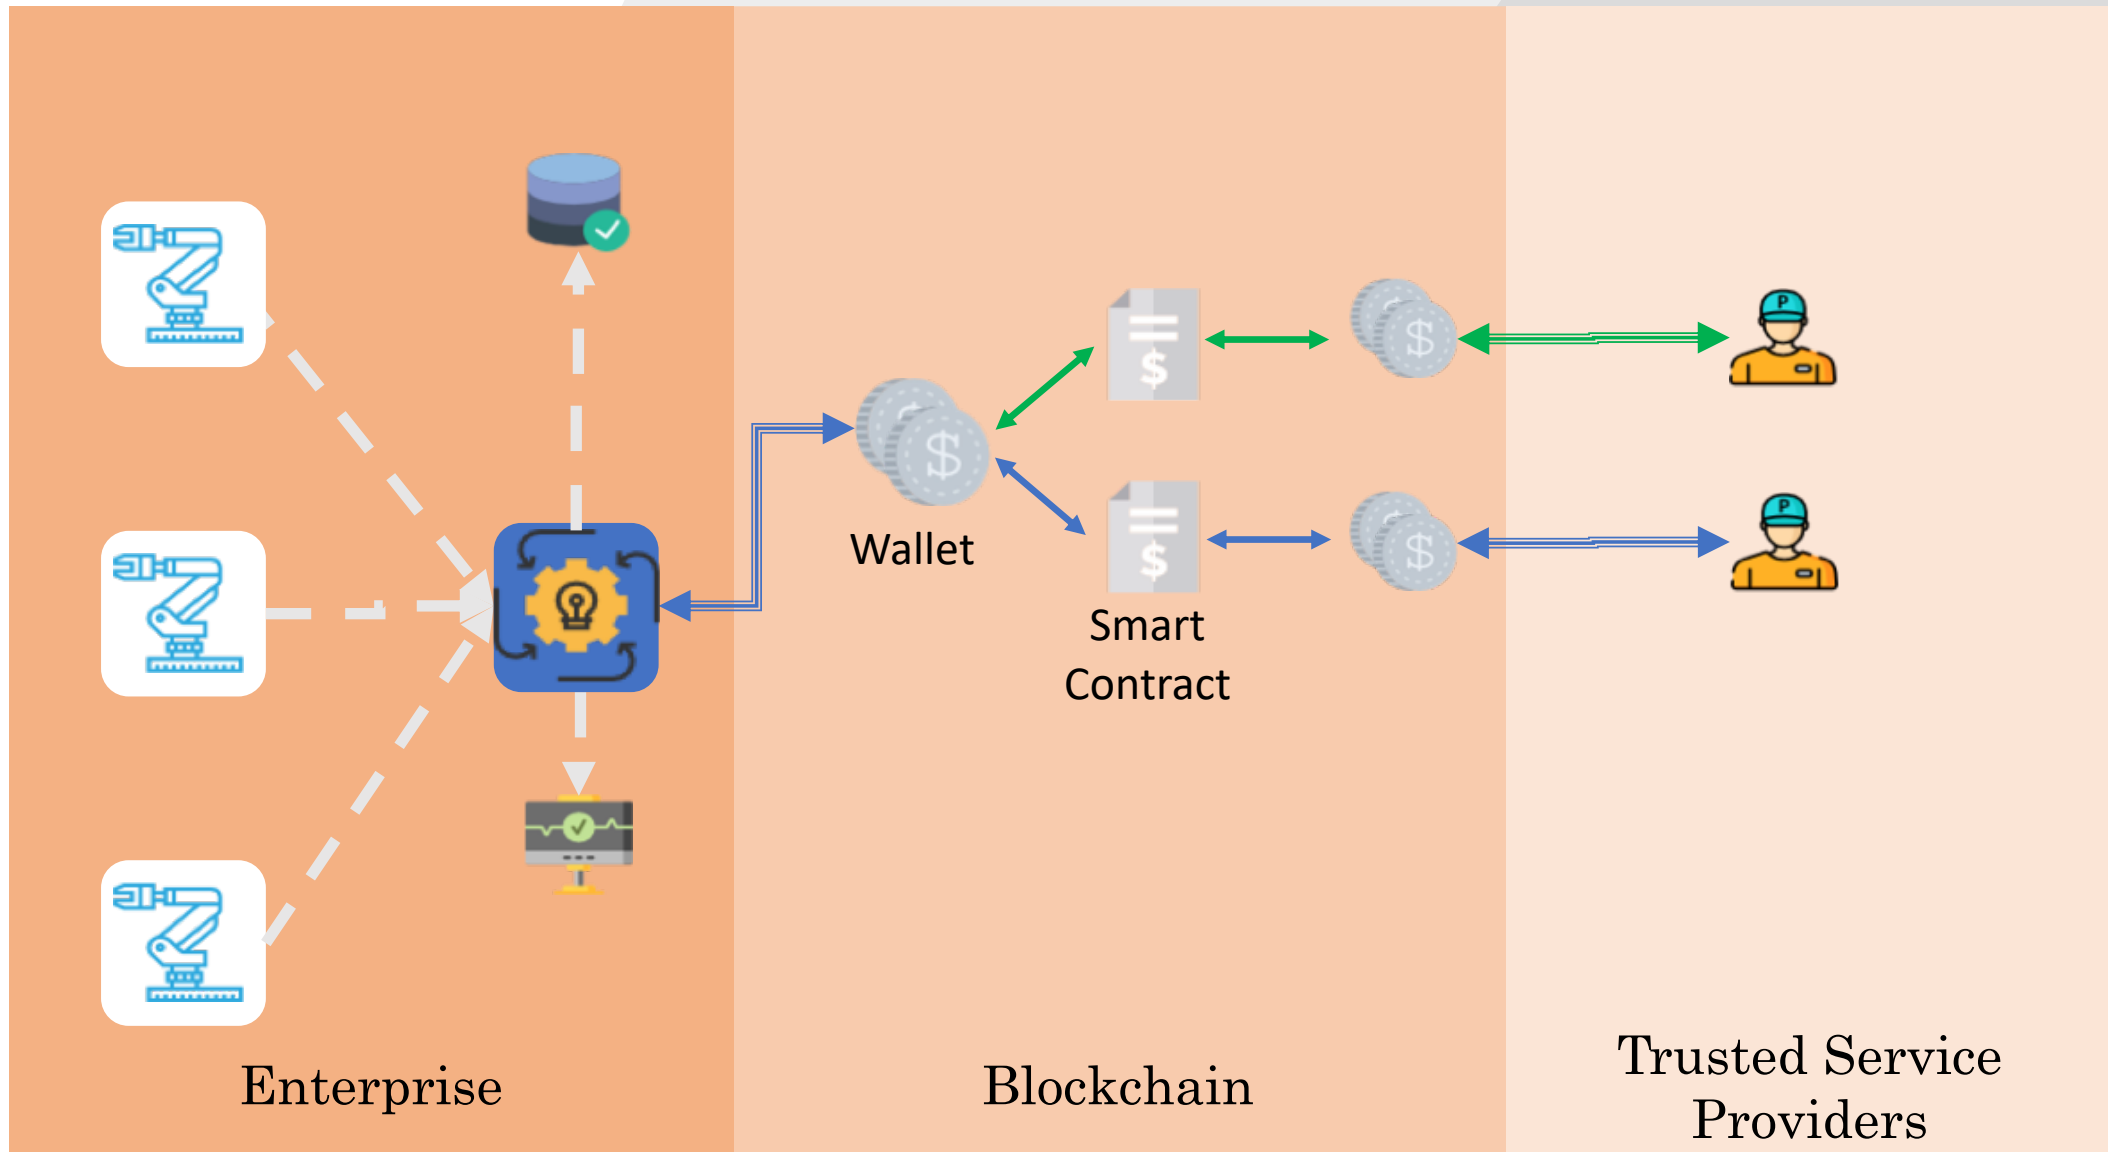 P
$
$
$
Wallet
P
$
$
Smart
Contract
Enterprise
Blockchain
Trusted Service
Providers